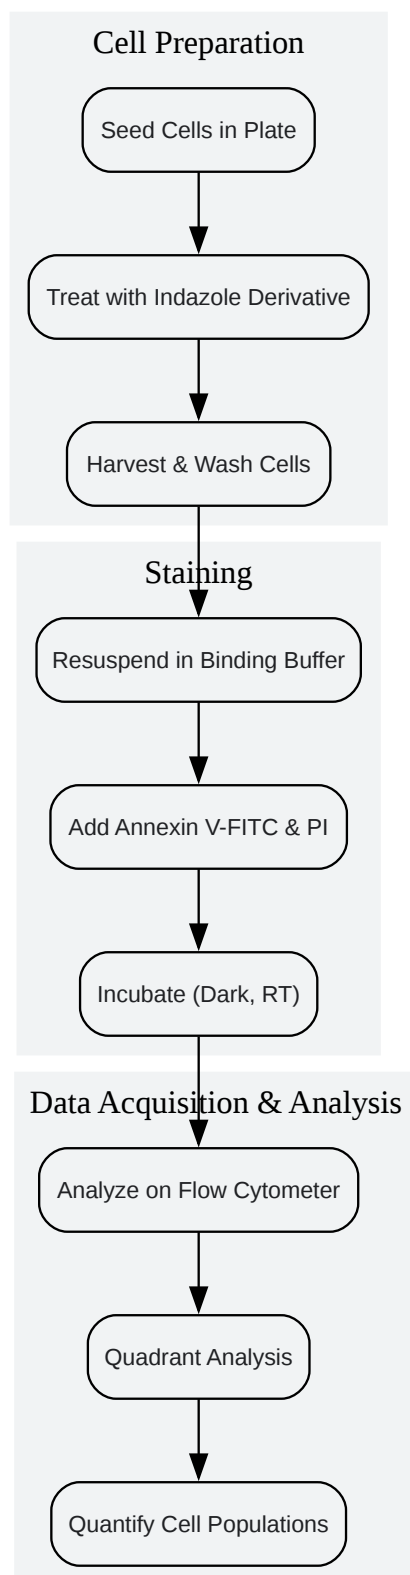 Cell Preparation
Seed Cells in Plate
Treat with Indazole Derivative
Harvest & Wash Cells
Staining
Resuspend in Binding Buffer
Add Annexin V-FITC & PI
Incubate (Dark, RT)
Data Acquisition & Analysis
Analyze on Flow Cytometer
Quadrant Analysis
Quantify Cell Populations